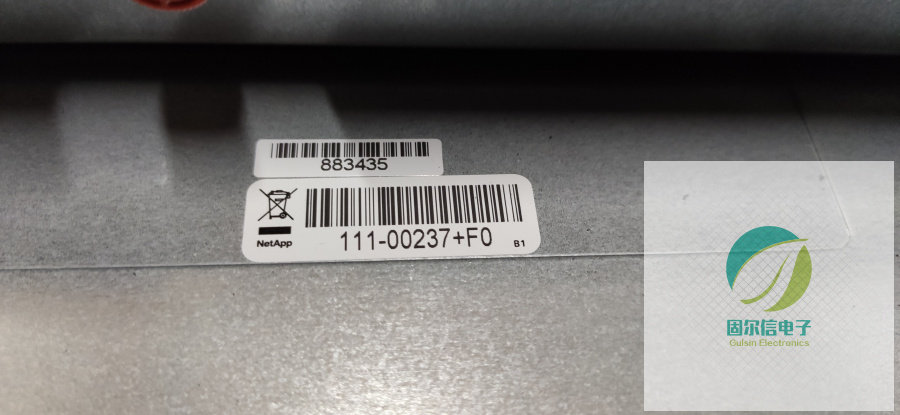 883435
NetApp
111-00237+F0
B1
固尔信电子
Gulsin Electronics